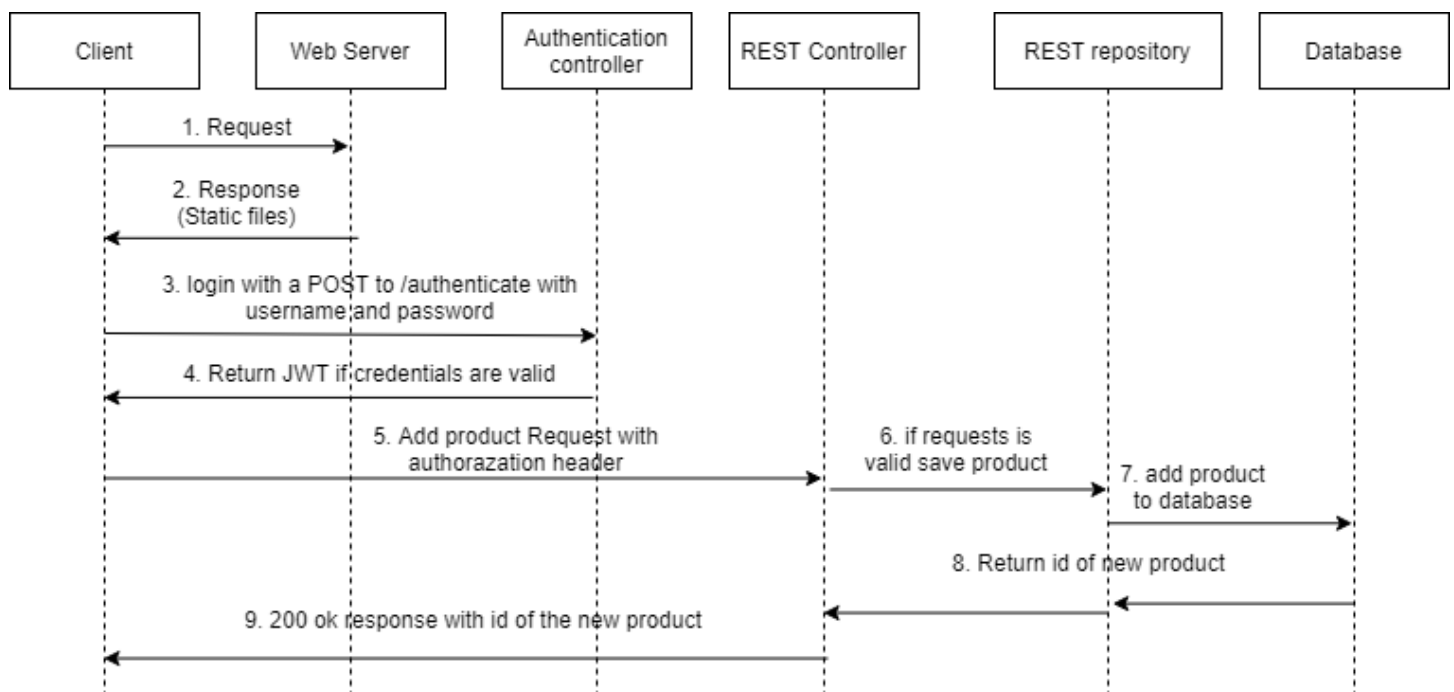 Client
Web Server
Authentication
controller
REST Controller
REST repository
Database
1. Request
2. Response
(Static files)
3. login with a POST to /authenticate with
username and password
4. Return JWT if credentials are valid
5. Add product Request with
authorazation header
6. if requests is
valid save product
7. add product
to database
8. Return id of new product
9. 200 ok response with id of the new product